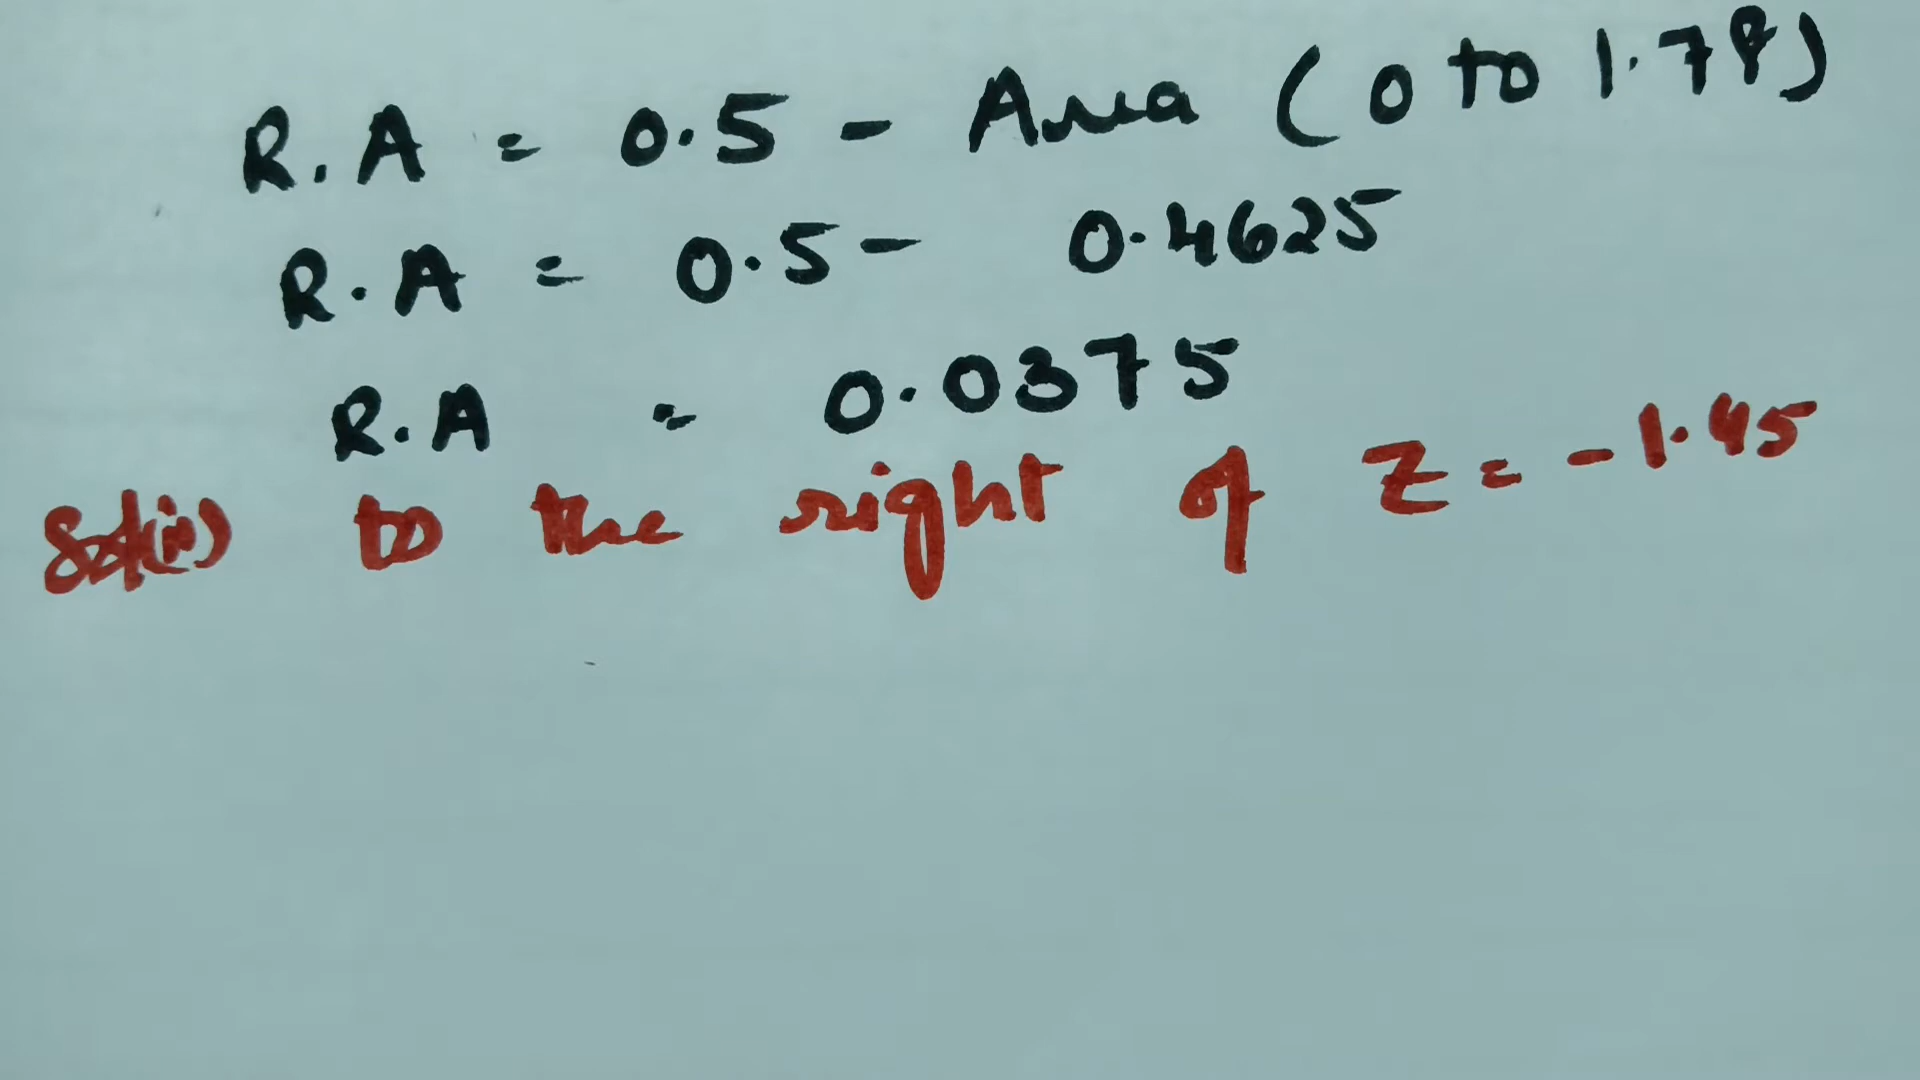 R.A = 0.5 - Area ( 0 to 1.78)
R.A = 0.5 - 0.4625
R.A = 0.0375
to the right of Z = -1.45